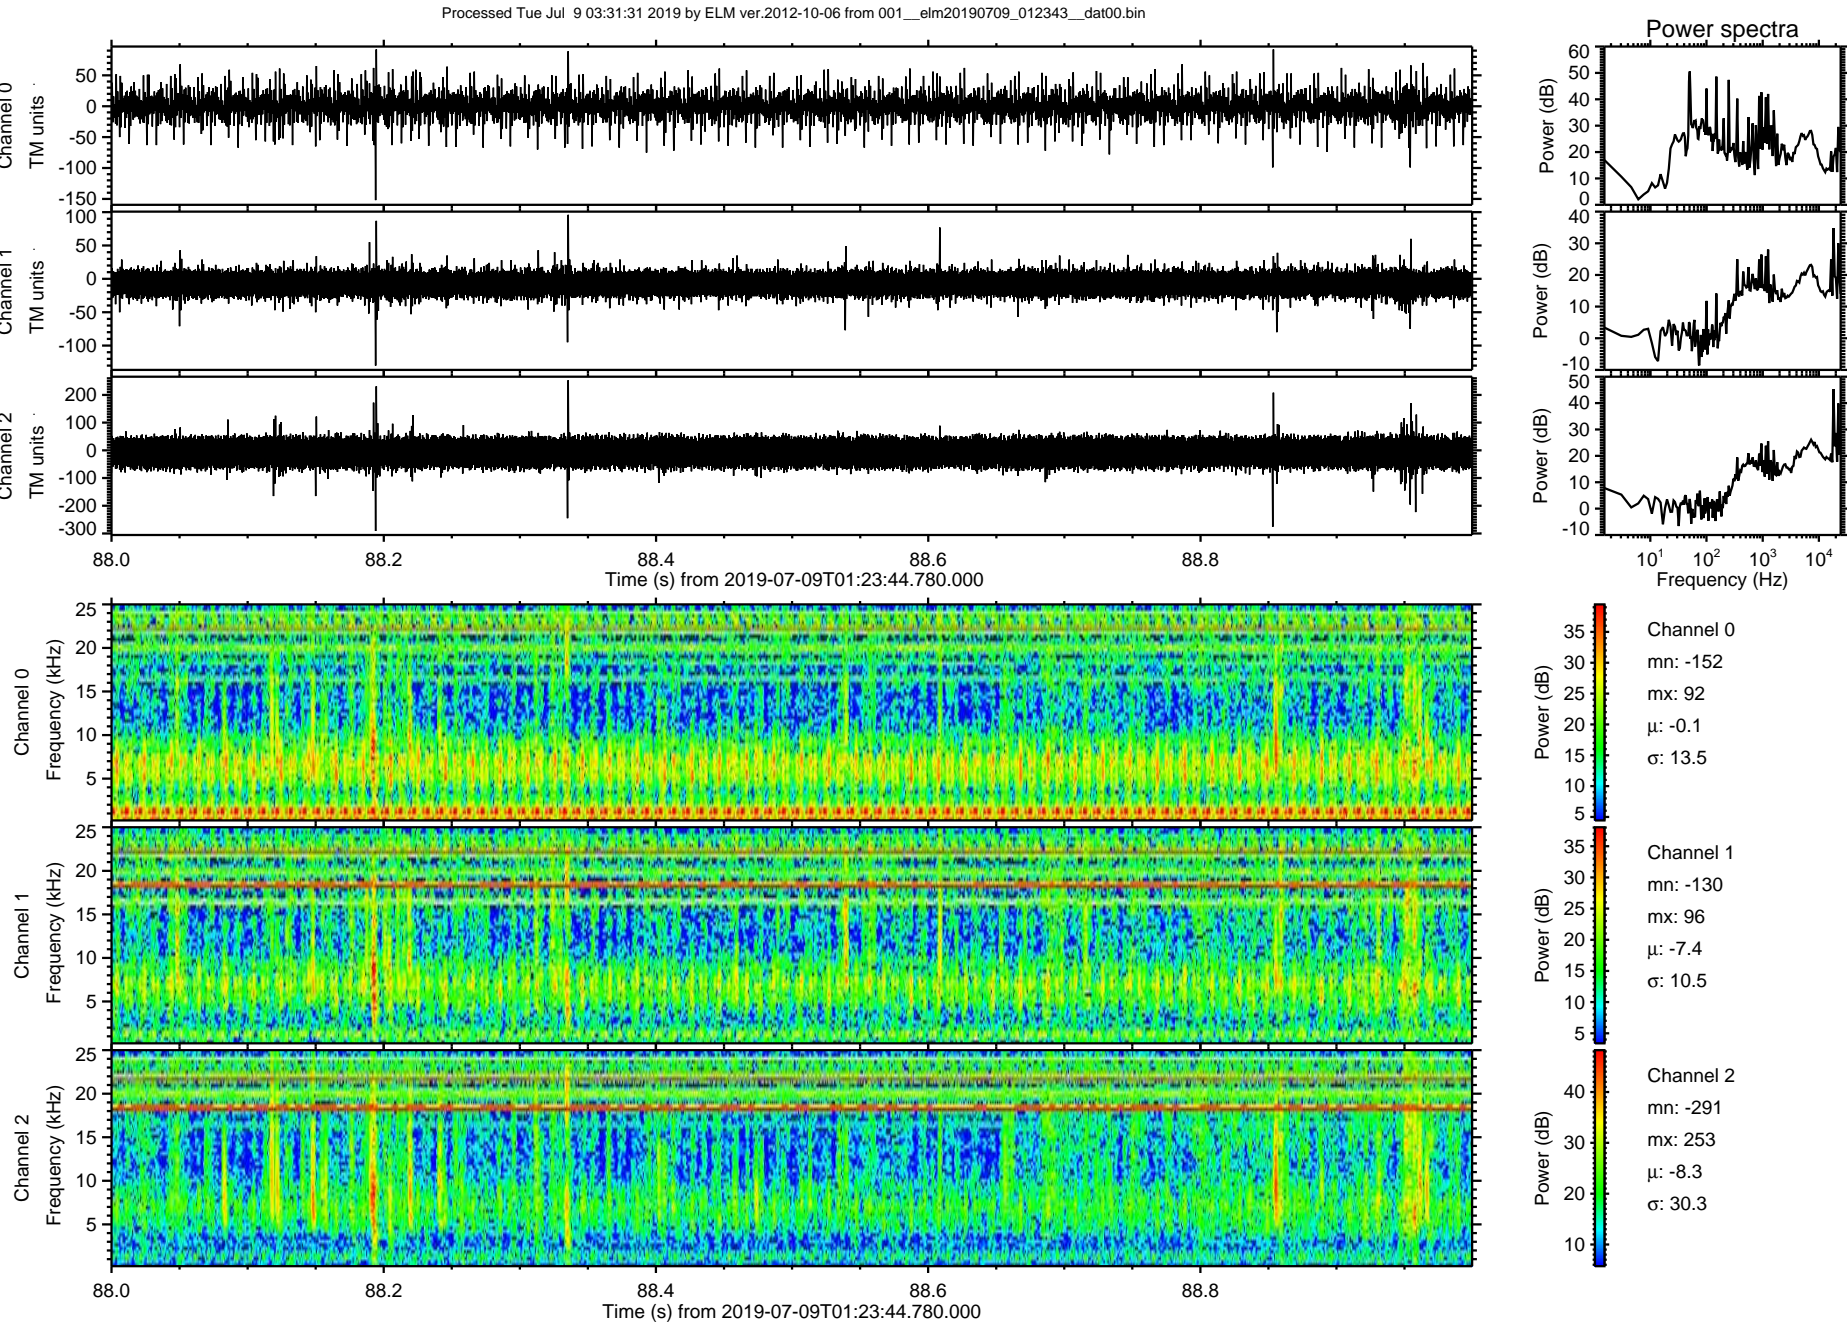 Processed Tue Jul  9 03:31:31 2019 by ELM ver.2012-10-06 from 001__elm20190709_012343__dat00.bin
Power spectra
Channel 0
TM units
50
0
-50
-100
-150
Power (dB)
60
50
40
30
20
10
0
Channel 1
TM units
100
50
0
-50
-100
Power (dB)
40
30
20
10
0
-10
Channel 2
TM units
200
100
0
-100
-200
-300
Power (dB)
50
40
30
20
10
0
-10
88.0 88.2 88.4 88.6 88.8
Time (s) from 2019-07-09T01:23:44.780.000
10¹ 10² 10³ 10⁴
Frequency (Hz)
Channel 0
Frequency (kHz)
25
20
15
10
5
Power (dB)
35
30
25
20
15
10
5
Channel 0
mn: -152
mx: 92
μ: -0.1
σ: 13.5
Channel 1
Frequency (kHz)
25
20
15
10
5
Power (dB)
35
30
25
20
15
10
5
Channel 1
mn: -130
mx: 96
μ: -7.4
σ: 10.5
Channel 2
Frequency (kHz)
25
20
15
10
5
Power (dB)
40
30
20
10
Channel 2
mn: -291
mx: 253
μ: -8.3
σ: 30.3
88.0 88.2 88.4 88.6 88.8
Time (s) from 2019-07-09T01:23:44.780.000